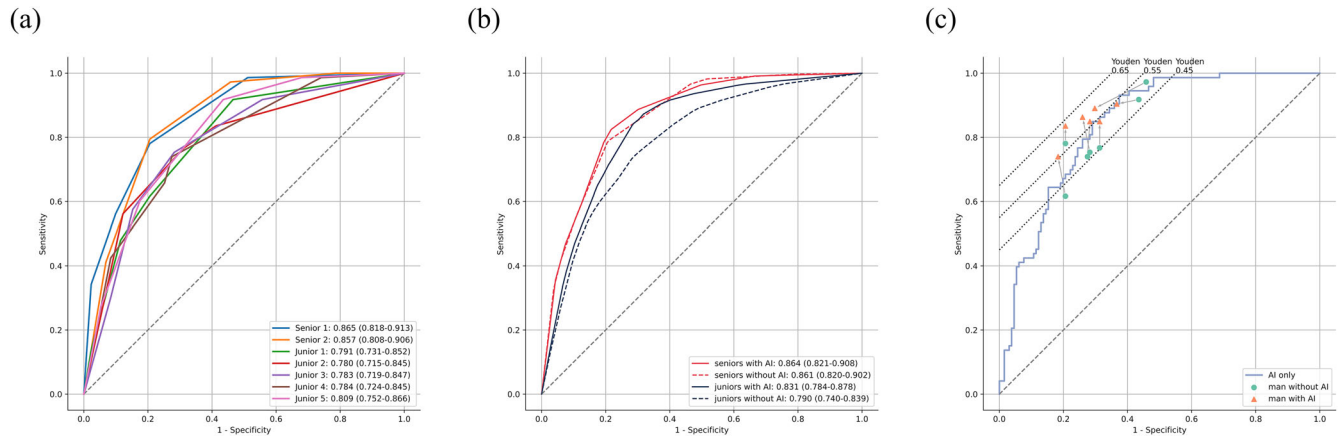 (a)
1.0
0.8
0.6
0.4
0.2
0.0
Sensitivity
0.0 0.2 0.4 0.6 0.8 1.0
1 - Specificity
Senior 1: 0.865 (0.818-0.913)
Senior 2: 0.857 (0.808-0.906)
Junior 1: 0.791 (0.731-0.852)
Junior 2: 0.780 (0.715-0.845)
Junior 3: 0.783 (0.719-0.847)
Junior 4: 0.784 (0.724-0.845)
Junior 5: 0.809 (0.752-0.866)
(b)
1.0
0.8
0.6
0.4
0.2
0.0
Sensitivity
0.0 0.2 0.4 0.6 0.8 1.0
1 - Specificity
seniors with AI: 0.864 (0.821-0.908)
seniors without AI: 0.861 (0.820-0.902)
juniors with AI: 0.831 (0.784-0.878)
juniors without AI: 0.790 (0.740-0.839)
(c)
Youden Youden Youden
0.65 0.55 0.45
1.0
0.8
0.6
0.4
0.2
0.0
Sensitivity
0.0 0.2 0.4 0.6 0.8 1.0
1 - Specificity
AI only
man without AI
man with AI